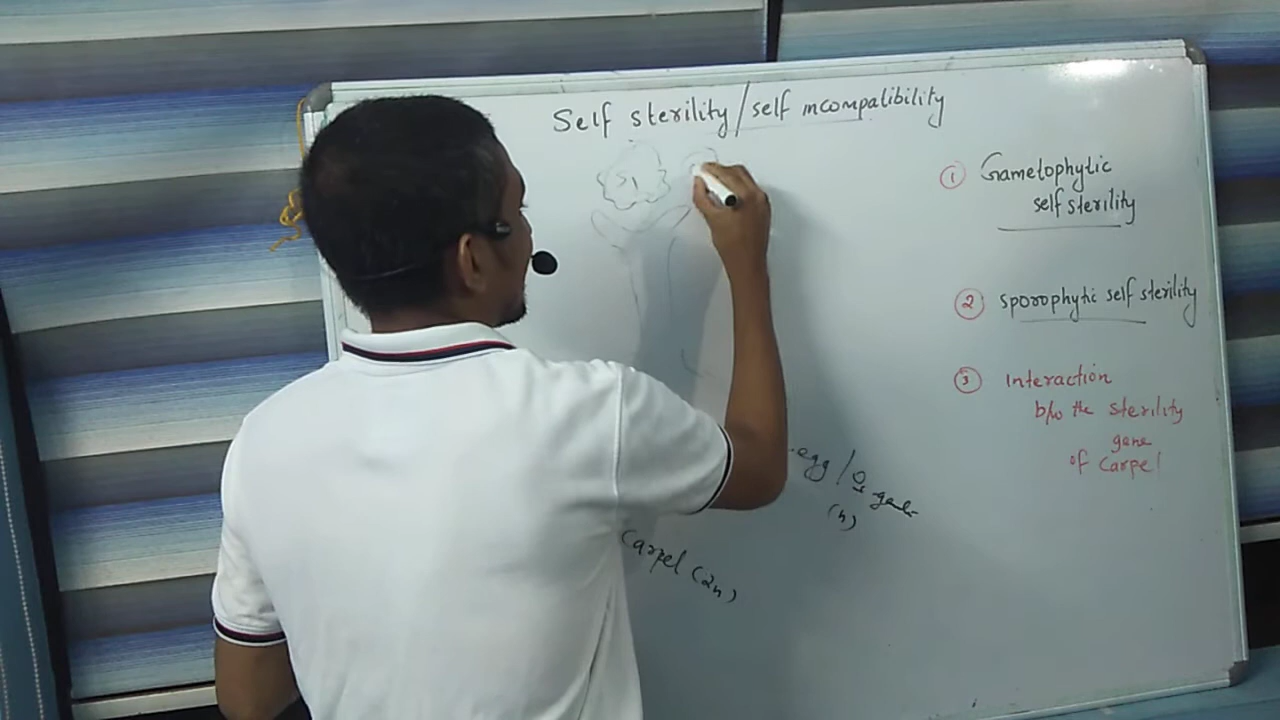 Self sterility/self incompatibility
S1
① Gametophytic
self sterility
② sporophytic self sterility
③ Interaction
b/w the sterility
gene
of carpel
egg/♀
(n)
Carpel (2n)